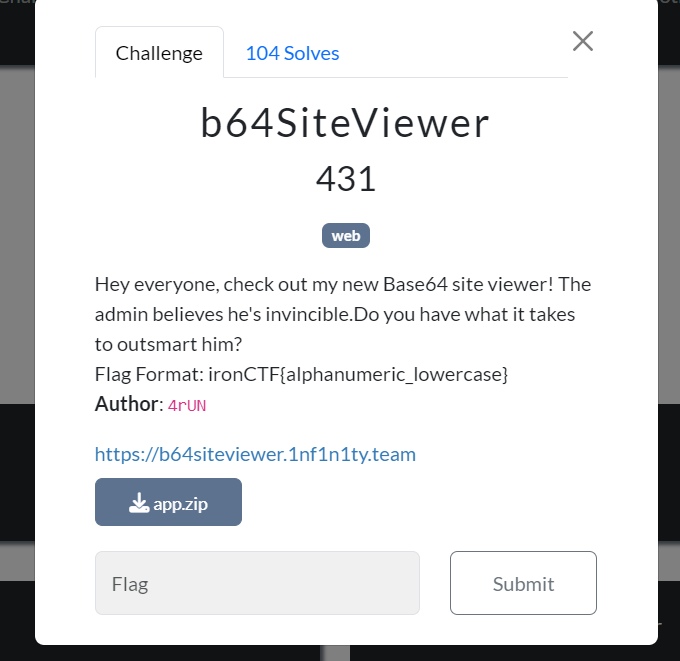 Challenge
104 Solves
b64SiteViewer
431
web
Hey everyone, check out my new Base64 site viewer! The
admin believes he's invincible.Do you have what it takes
to outsmart him?
Flag Format: ironCTF{alphanumeric_lowercase}
Author: 4rUN
https://b64siteviewer.1nf1n1ty.team
app.zip
Flag
Submit